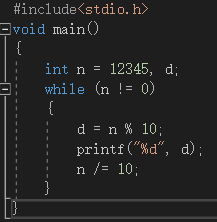 #include<stdio.h>
void main()
{
    int n = 12345, d;
    while (n != 0)
    {
        d = n % 10;
        printf("%d", d);
        n /= 10;
    }
}